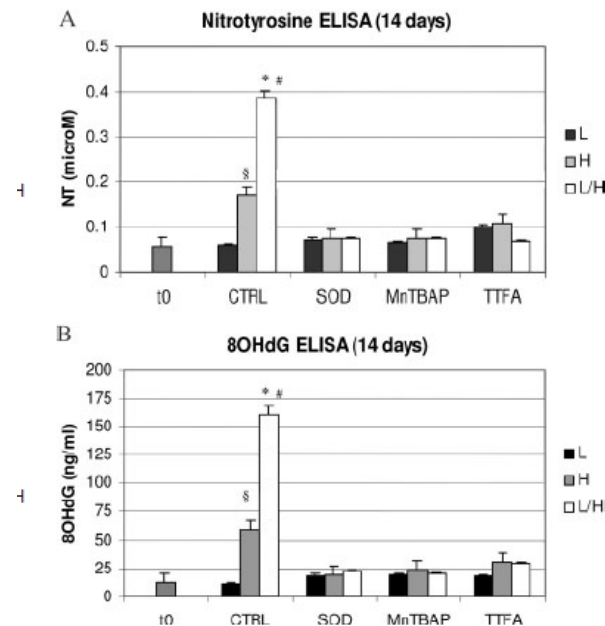 A
Nitrotyrosine ELISA (14 days)
0.5
0.4
0.3
0.2
0.1
0
NT (microM)
* #
§
L
H
L/H
H
t0 CTRL SOD MnTBAP TTFA
B
8OHdG ELISA (14 days)
200
175
150
125
100
75
50
25
0
8OHdG (ng/ml)
* #
§
L
H
L/H
H
t0 CTRL SOD MnTBAP TTFA